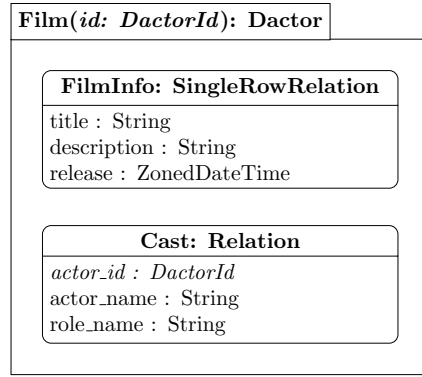 Film(id: DactorId): Dactor
FilmInfo: SingleRowRelation
title : String
description : String
release : ZonedDateTime
Cast: Relation
actor_id : DactorId
actor_name : String
role_name : String